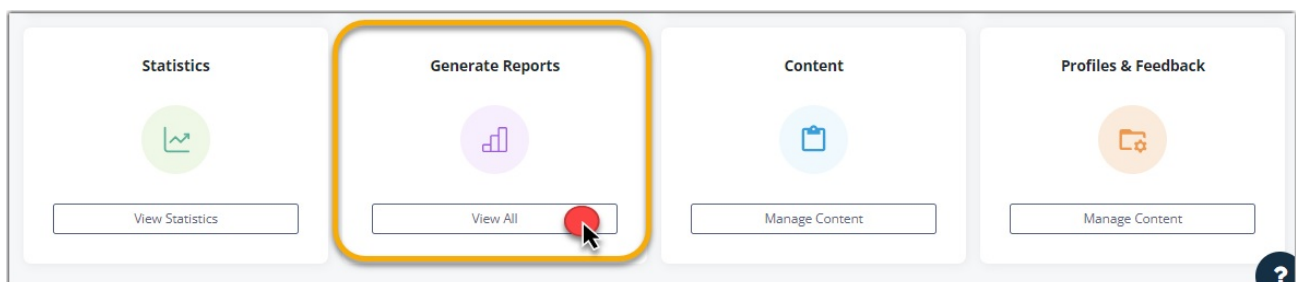 Statistics
Generate Reports
Content
Profiles & Feedback
View Statistics
View All
Manage Content
Manage Content
?